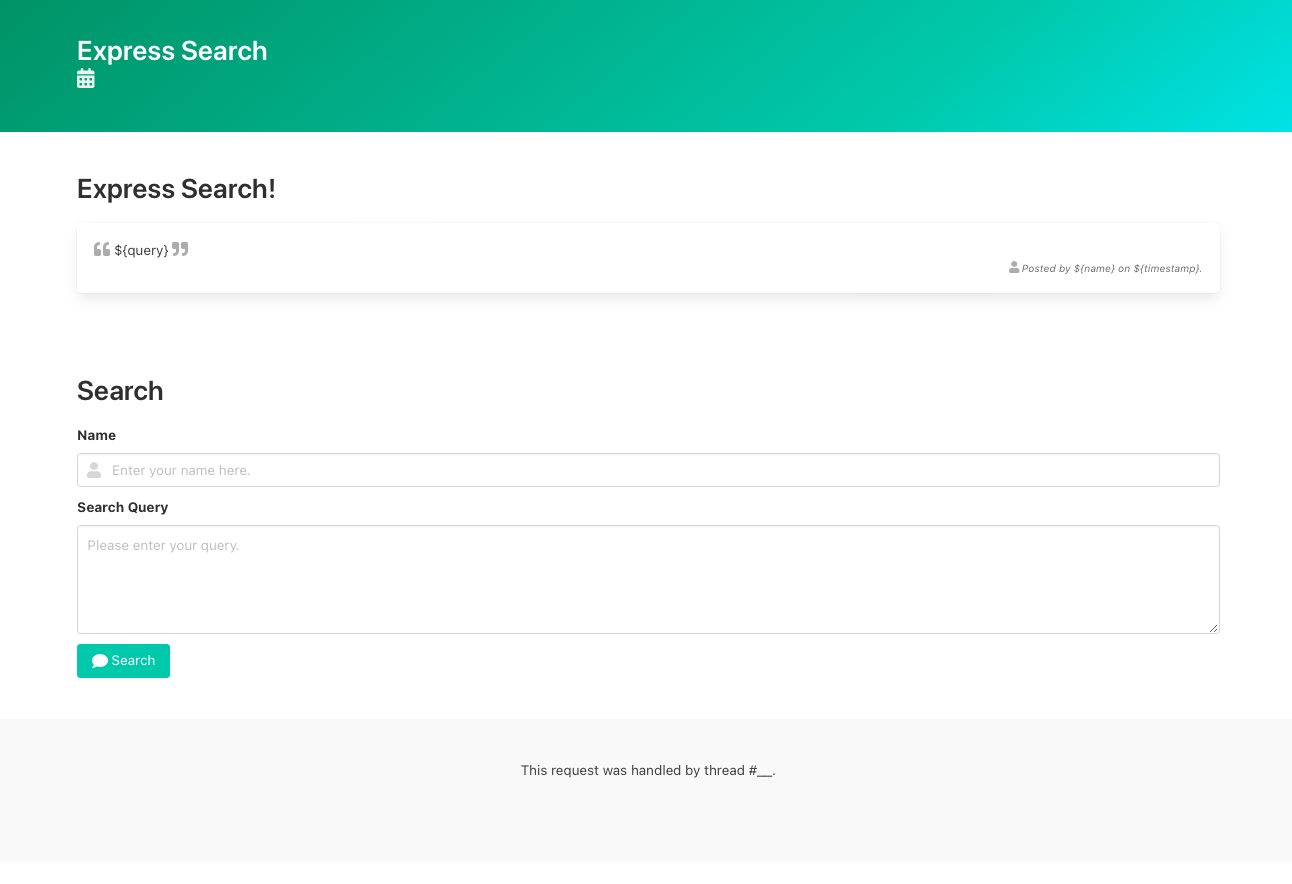 Express Search
Express Search!
${query}
Posted by ${name} on ${timestamp}.
Search
Name
Enter your name here.
Search Query
Please enter your query.
Search
This request was handled by thread #__.